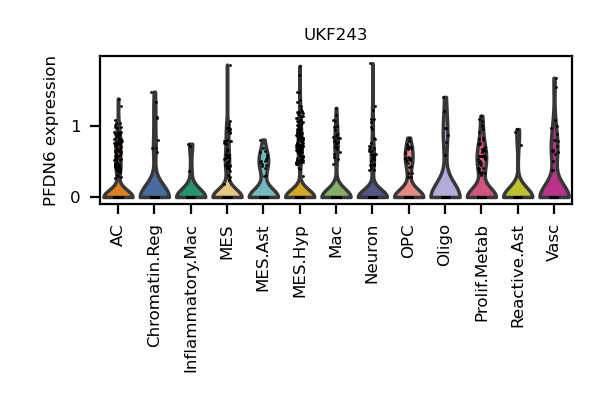 UKF243
PFDN6 expression
1
0
AC
Chromatin.Reg
Inflammatory.Mac
MES
MES.Ast
MES.Hyp
Mac
Neuron
OPC
Oligo
Prolif.Metab
Reactive.Ast
Vasc